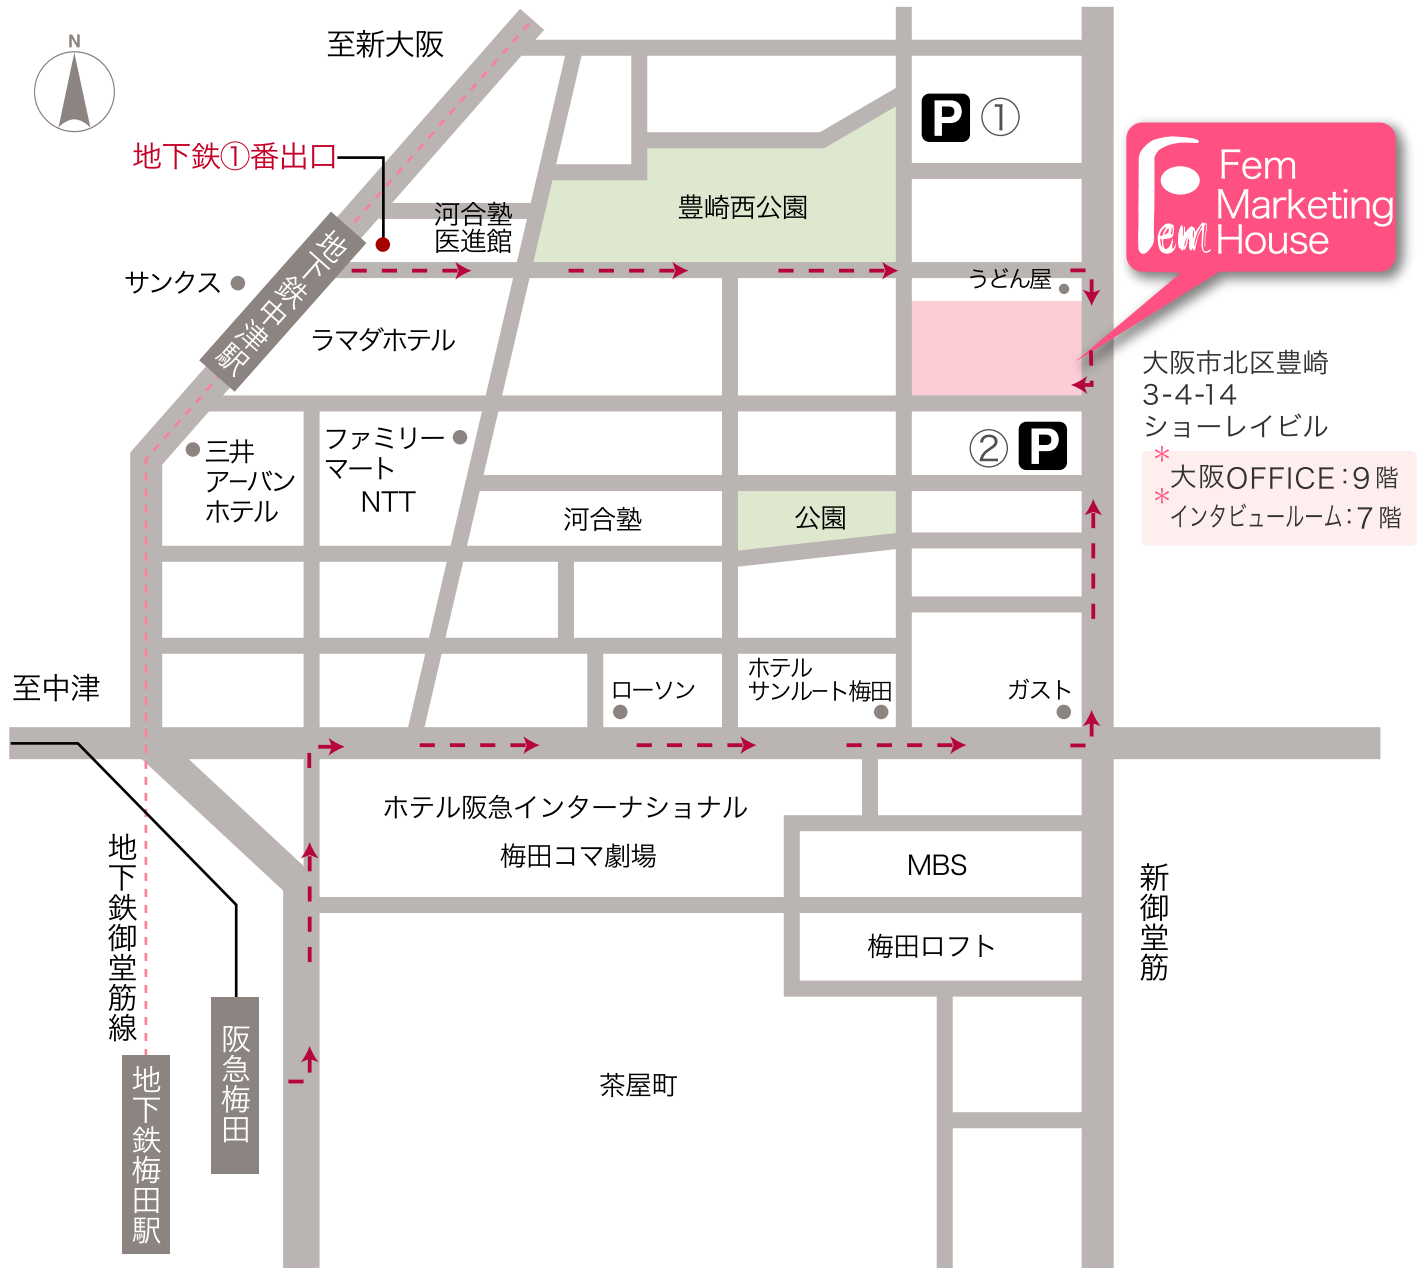 N
至新大阪
P ①
地下鉄①番出口
Fem
Marketing
House
Fem
豊崎西公園
河合塾
医進館
地下鉄中津駅
サンクス
うどん屋
ラマダホテル
大阪市北区豊崎
3-4-14
ショーレイビル
*大阪OFFICE:9階
*インタビュールーム:7階
② P
ファミリー
マート
NTT
三井
アーバン
ホテル
河合塾
公園
至中津
ローソン
ホテル
サンルート梅田
ガスト
ホテル阪急インターナショナル
梅田コマ劇場
MBS
梅田ロフト
地下鉄御堂筋線
新御堂筋
阪急梅田
地下鉄梅田駅
茶屋町